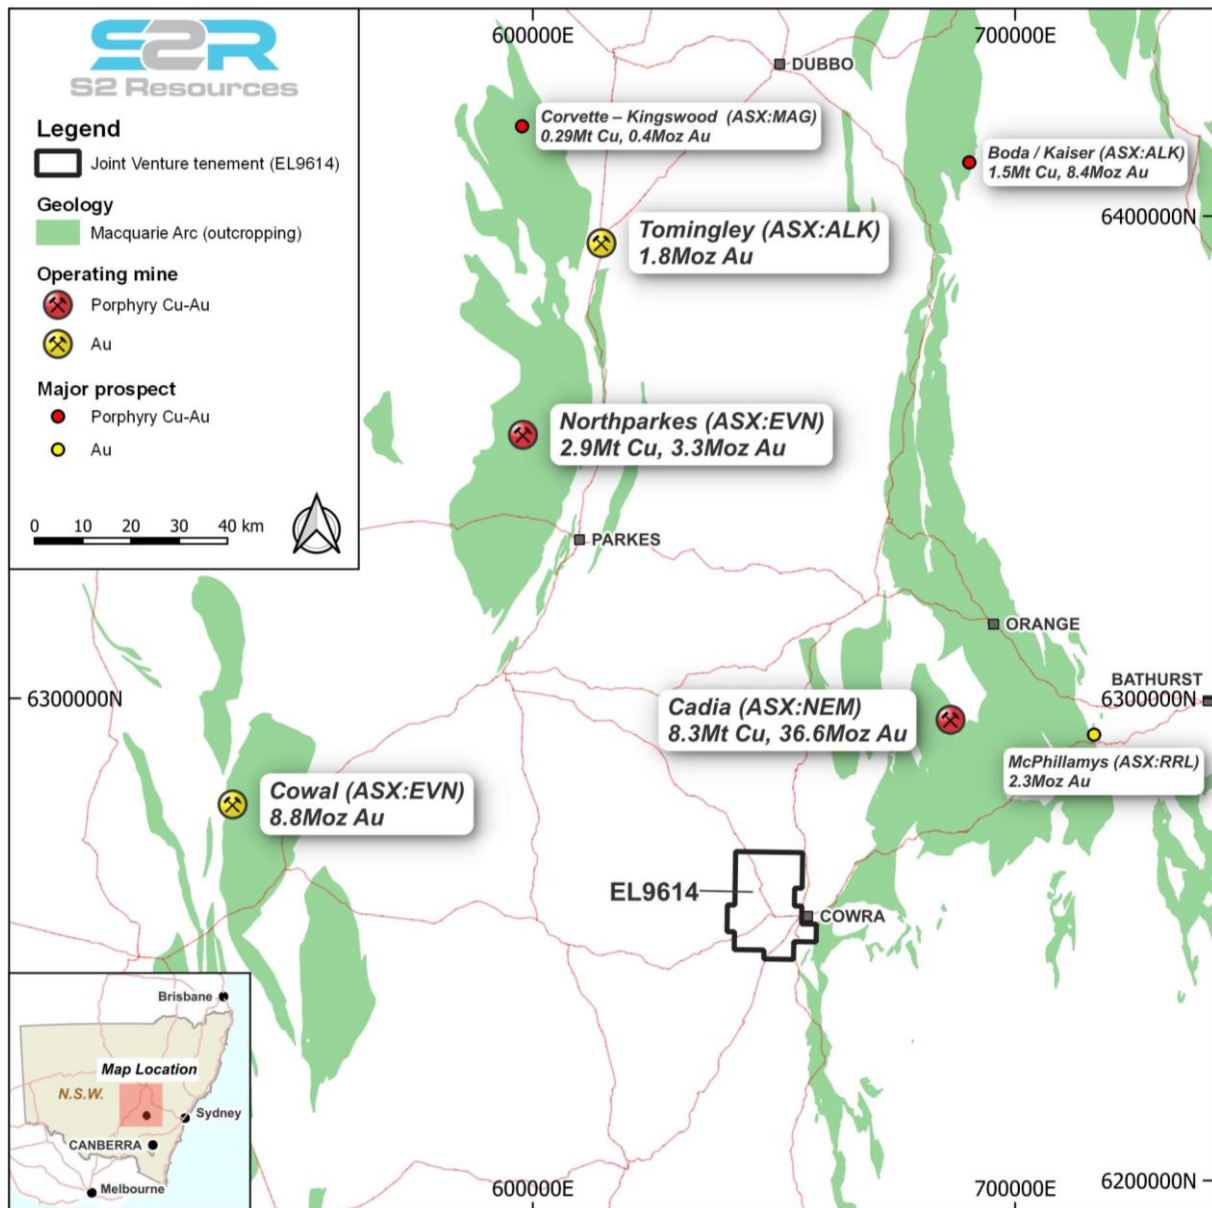 S2R
S2 Resources
Legend
Joint Venture tenement (EL9614)
Geology
Macquarie Arc (outcropping)
Operating mine
Porphyry Cu-Au
Au
Major prospect
Porphyry Cu-Au
Au
0 10 20 30 40 km
600000E
700000E
DUBBO
Corvette – Kingswood (ASX:MAG)
0.29Mt Cu, 0.4Moz Au
Boda / Kaiser (ASX:ALK)
1.5Mt Cu, 8.4Moz Au
6400000N
Tomingley (ASX:ALK)
1.8Moz Au
Northparkes (ASX:EVN)
2.9Mt Cu, 3.3Moz Au
PARKES
ORANGE
BATHURST
6300000N
6300000N
Cadia (ASX:NEM)
8.3Mt Cu, 36.6Moz Au
McPhillamys (ASX:RRL)
2.3Moz Au
Cowal (ASX:EVN)
8.8Moz Au
EL9614
COWRA
Brisbane
Map Location
N.S.W.
Sydney
CANBERRA
Melbourne
600000E
700000E
6200000N